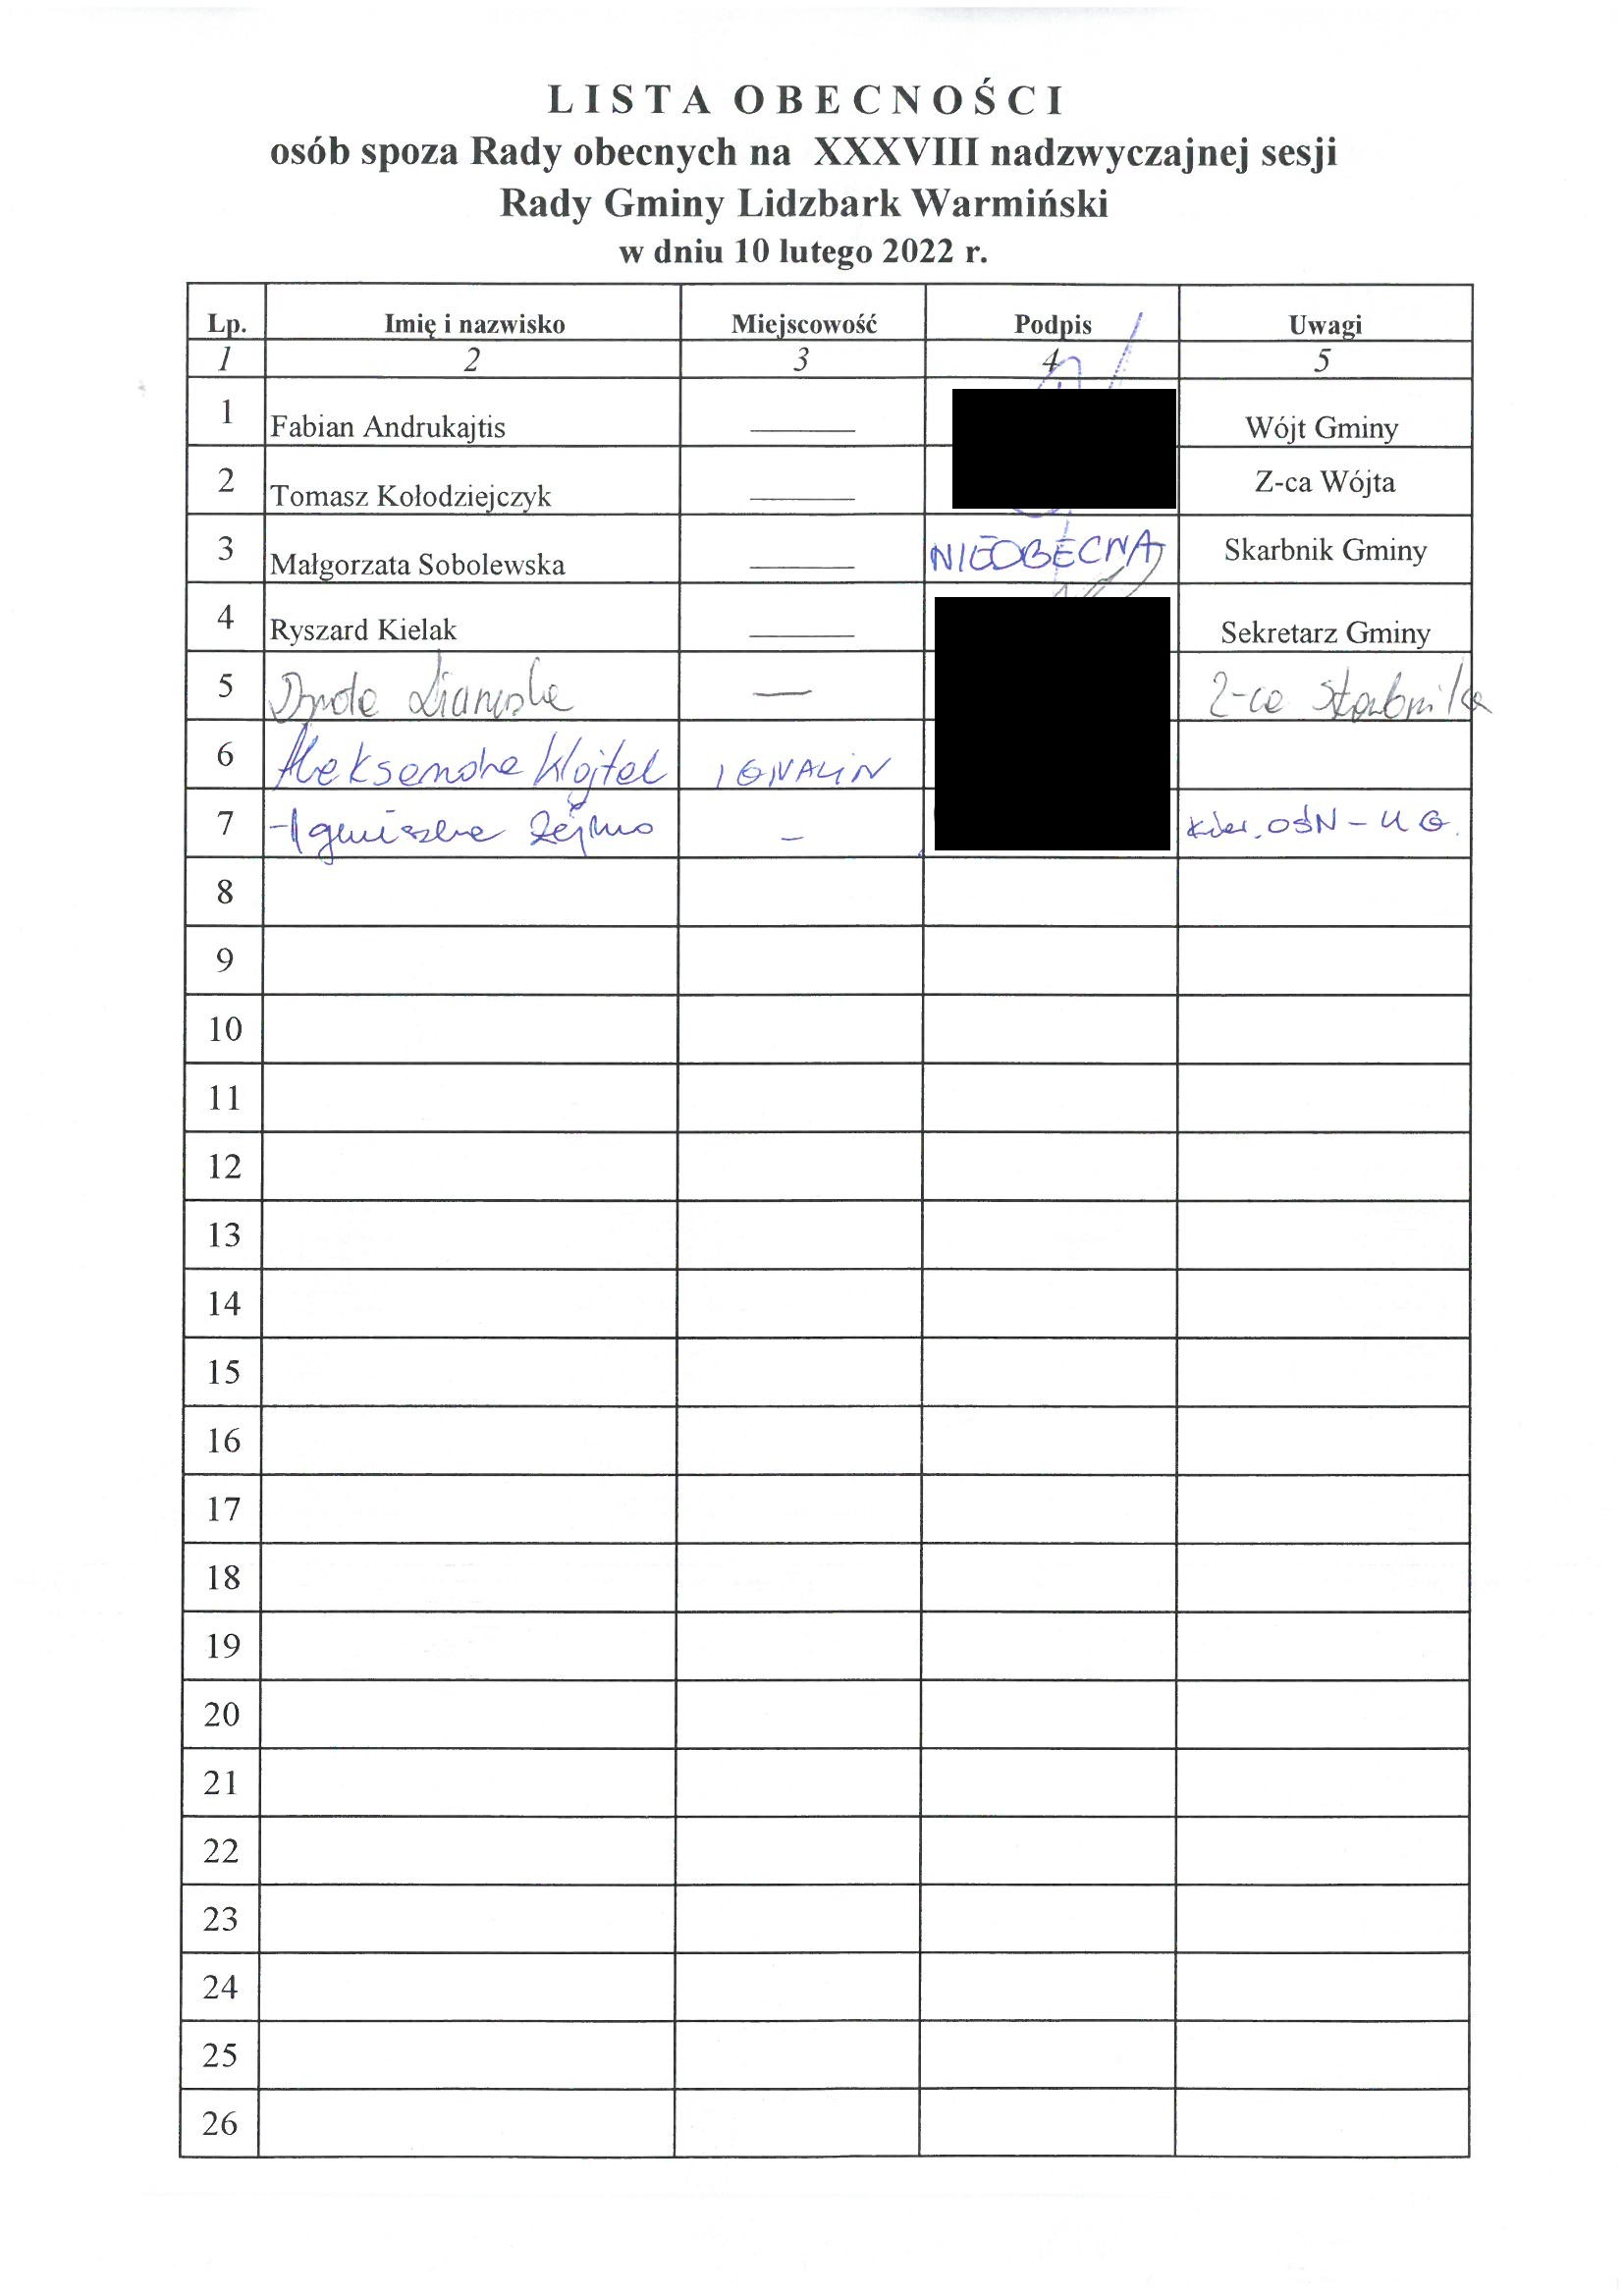 LISTA OBECNOŚCI
osób spoza Rady obecnych na XXXVIII nadzwyczajnej sesji
Rady Gminy Lidzbark Warmiński
w dniu 10 lutego 2022 r.
Lp. Imię i nazwisko Miejscowość Podpis Uwagi
1 2 3 4 5
1 Fabian Andrukajtis Wójt Gminy
2 Tomasz Kołodziejczyk Z-ca Wójta
3 Małgorzata Sobolewska NIEOBECNA Skarbnik Gminy
4 Ryszard Kielak Sekretarz Gminy
5 — Z-ca Skarbnika
6 Aleksandra Wojtal IGNALIN
7 Agnieszka Zejmo – Kier. OŚN – UG.
8
9
10
11
12
13
14
15
16
17
18
19
20
21
22
23
24
25
26